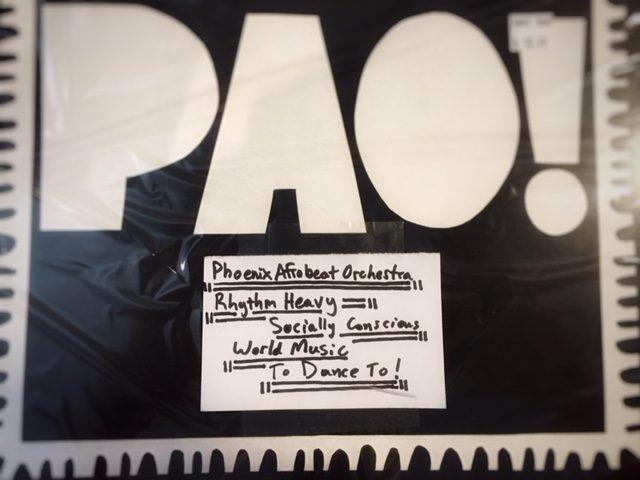 PAO!
Phoenix Afrobeat Orchestra
Rhythm Heavy
Socially Conscious
World Music
To Dance To!